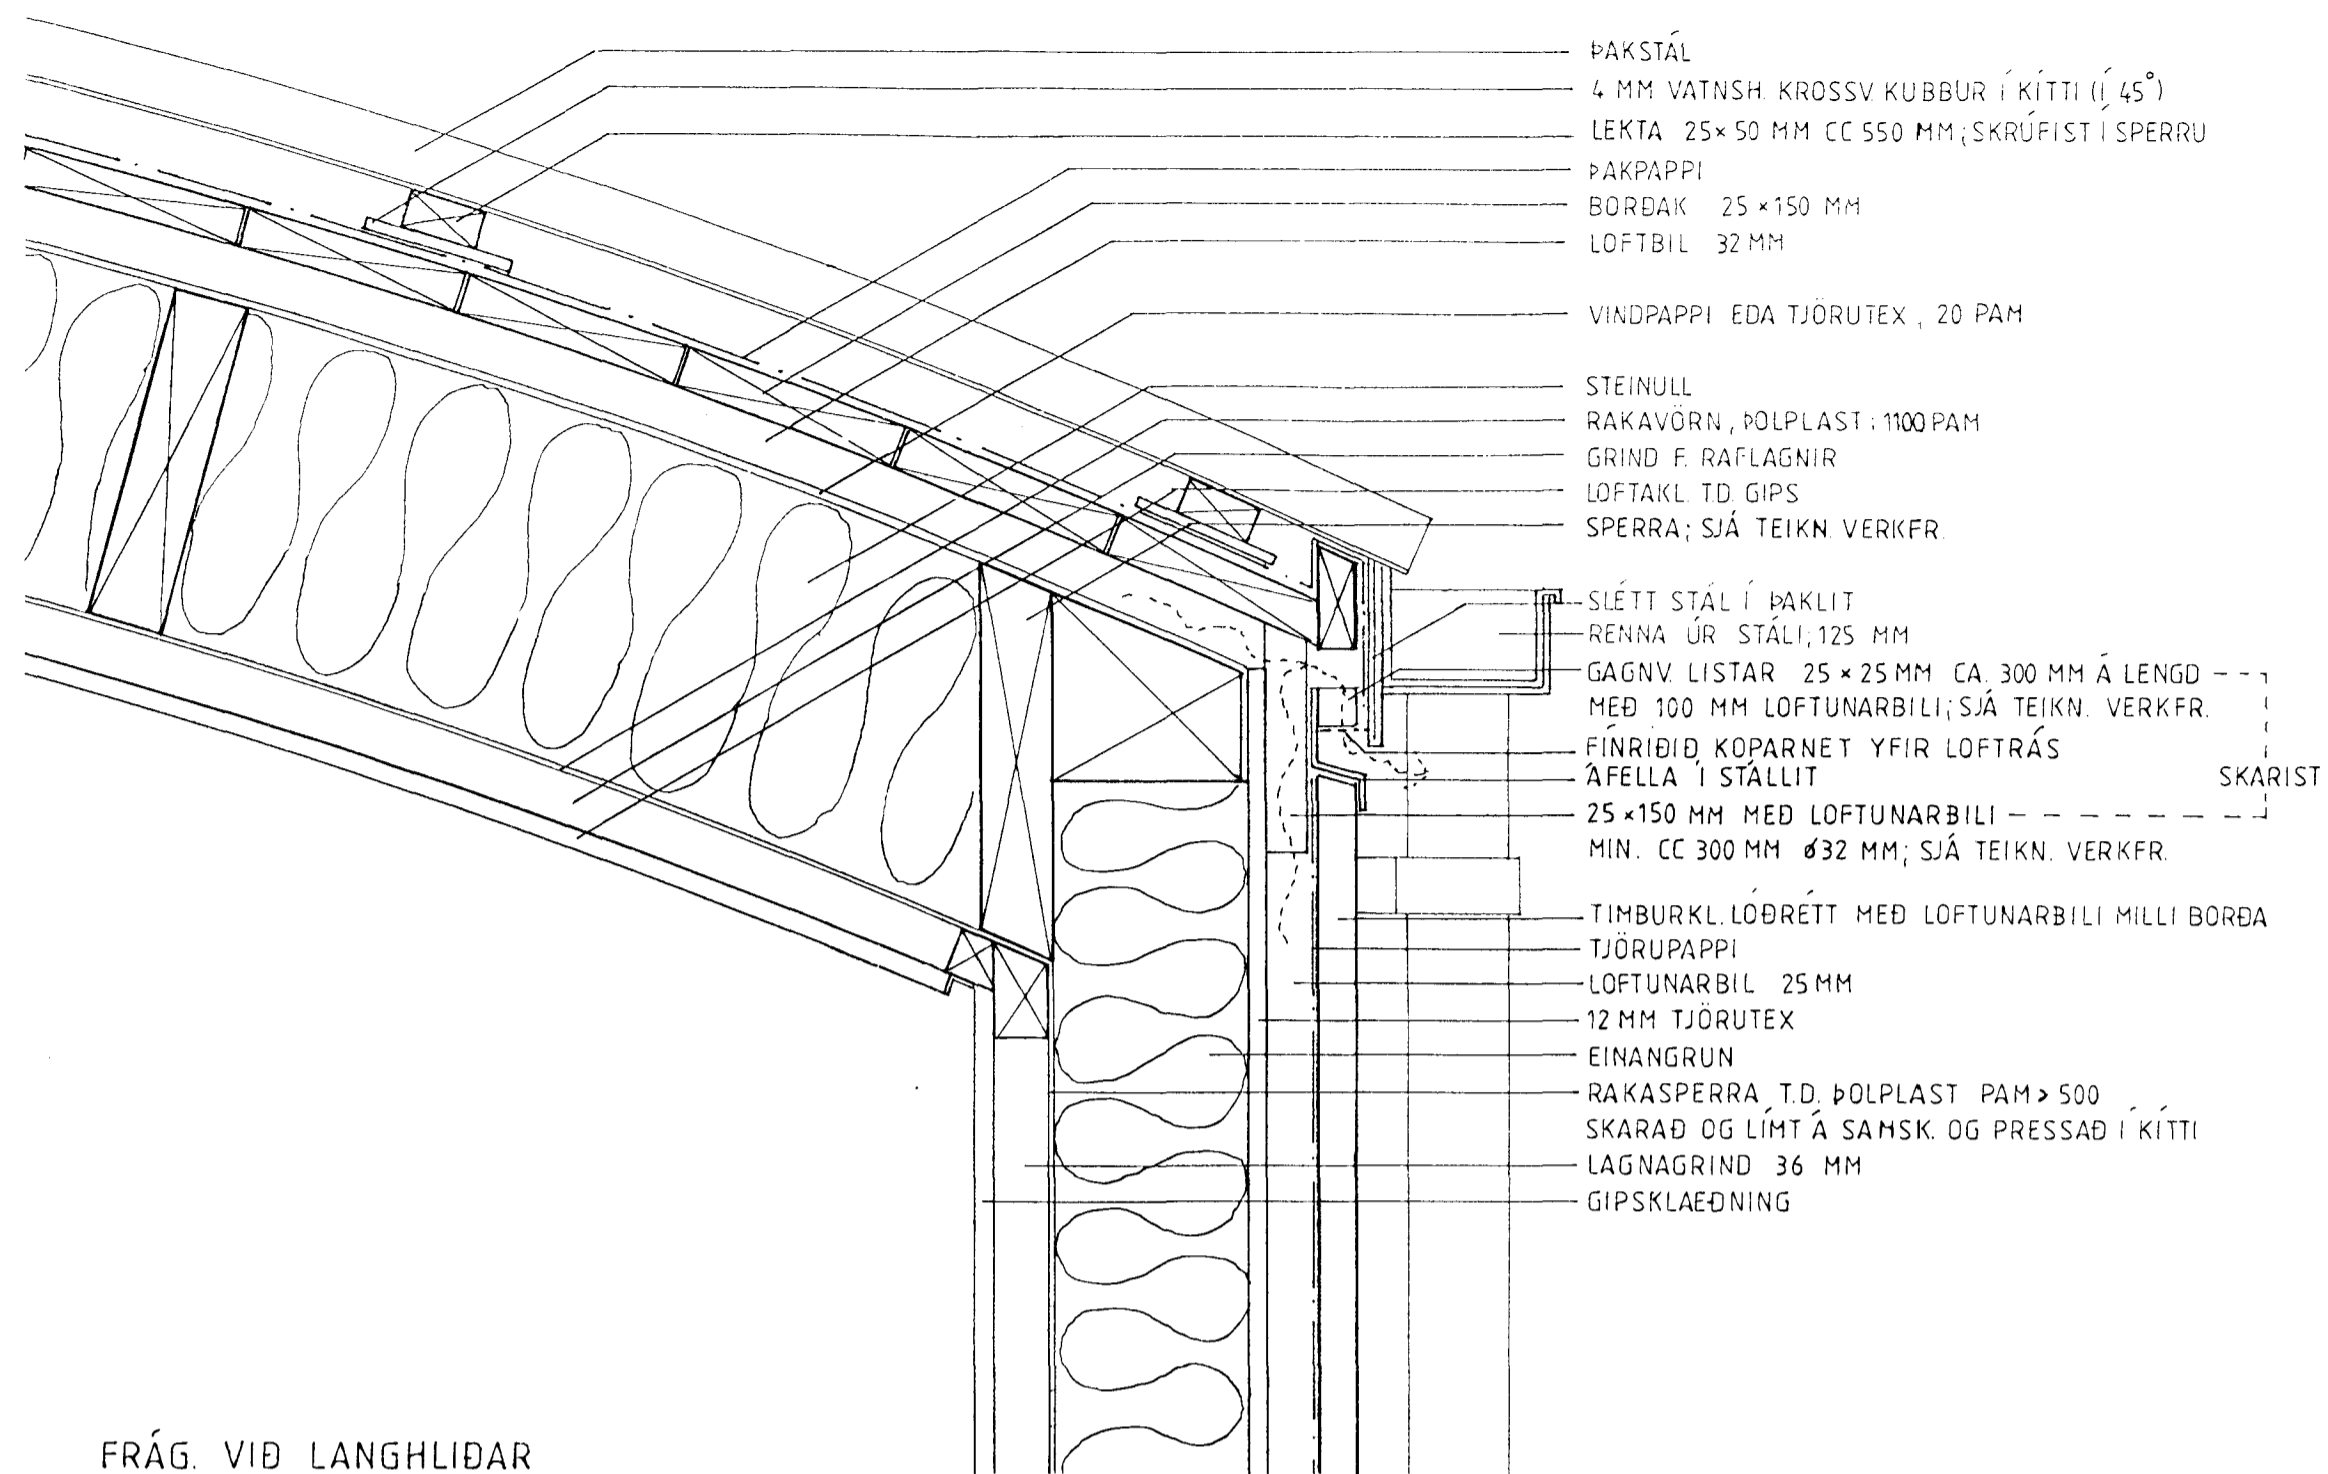 ÞAKSTÁL
4 MM VATNSH. KROSSV. KUBBUR Í KÍTTI (Í 45°)
LEKTA 25×50 MM CC 550 MM; SKRÚFIST Í SPERRU
ÞAKPAPPI
BORÐAK 25×150 MM
LOFTBIL 32 MM
VINDPAPPI EDA TJÖRUTEX, 20 PAM
STEINULL
RAKAVÖRN, ÞOLPLAST; 1100 PAM
GRIND F. RAFLAGNIR
LOFTAKL. T.D. GIPS
SPERRA; SJÁ TEIKN. VERKFR.
SLÉTT STÁL Í ÞAKLIT
RENNA ÚR STÁLI; 125 MM
GAGNV. LISTAR 25×25 MM CA. 300 MM Á LENGD
MEÐ 100 MM LOFTUNARBILI; SJÁ TEIKN. VERKFR.
FÍNRIÐIÐ KOPARNET YFIR LOFTRÁS
ÁFELLA Í STÁLLIT
SKARIST
25×150 MM MEÐ LOFTUNARBILI
MIN. CC 300 MM ø32 MM; SJÁ TEIKN. VERKFR.
TIMBURKL. LÓÐRÉTT MEÐ LOFTUNARBILI MILLI BORÐA
TJÖRUPAPPI
LOFTUNARBIL 25 MM
12 MM TJÖRUTEX
EINANGRUN
RAKASPERRA T.D. ÞOLPLAST PAM > 500
SKARAÐ OG LÍMT Á SAMSK. OG PRESSAÐ Í KÍTTI
LAGNAGRIND 36 MM
GIPSKLAEÐNING
FRÁG. VIÐ LANGHLIÐAR